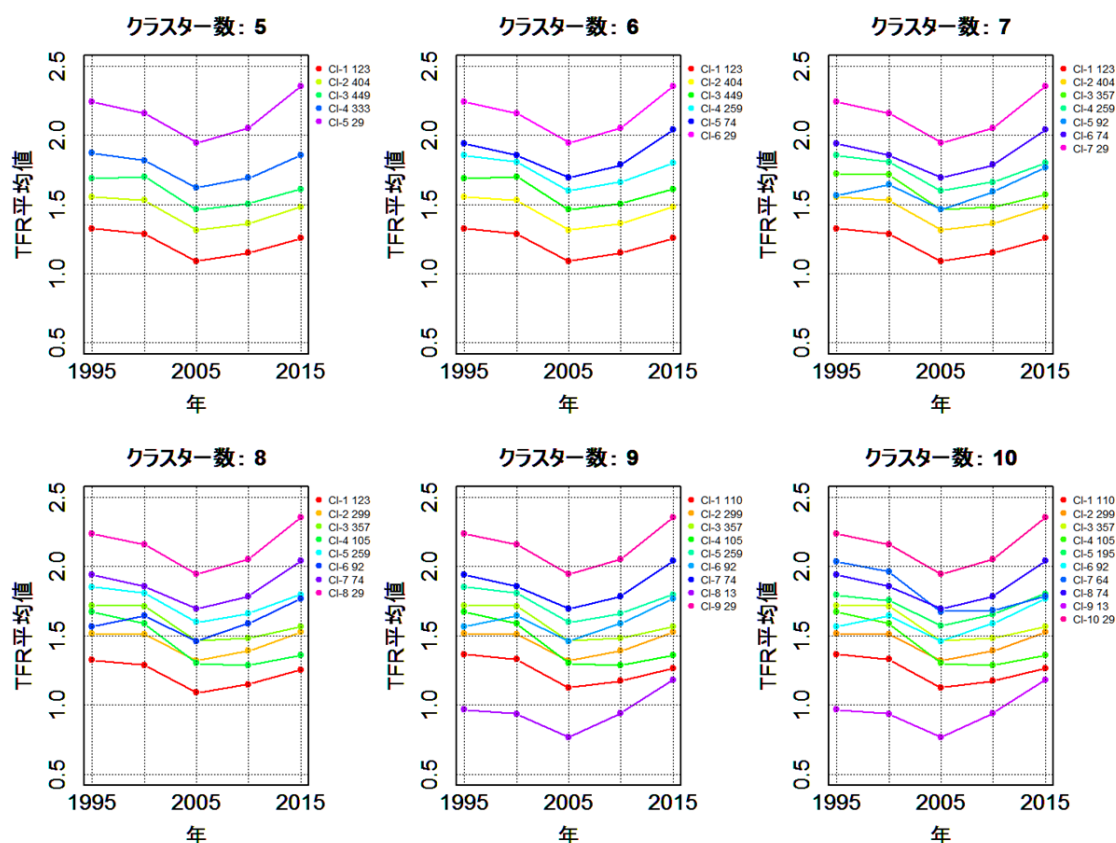 クラスター数: 5
TFR平均値
2.5
2.0
1.5
1.0
0.5
1995
2005
2015
年
Cl-1 123
Cl-2 404
Cl-3 449
Cl-4 333
Cl-5 29
クラスター数: 6
TFR平均値
2.5
2.0
1.5
1.0
0.5
1995
2005
2015
年
Cl-1 123
Cl-2 404
Cl-3 449
Cl-4 259
Cl-5 74
Cl-6 29
クラスター数: 7
TFR平均値
2.5
2.0
1.5
1.0
0.5
1995
2005
2015
年
Cl-1 123
Cl-2 404
Cl-3 357
Cl-4 259
Cl-5 92
Cl-6 74
Cl-7 29
クラスター数: 8
TFR平均値
2.5
2.0
1.5
1.0
0.5
1995
2005
2015
年
Cl-1 123
Cl-2 299
Cl-3 357
Cl-4 105
Cl-5 259
Cl-6 92
Cl-7 74
Cl-8 29
クラスター数: 9
TFR平均値
2.5
2.0
1.5
1.0
0.5
1995
2005
2015
年
Cl-1 110
Cl-2 299
Cl-3 357
Cl-4 105
Cl-5 259
Cl-6 92
Cl-7 74
Cl-8 13
Cl-9 29
クラスター数: 10
TFR平均値
2.5
2.0
1.5
1.0
0.5
1995
2005
2015
年
Cl-1 110
Cl-2 299
Cl-3 357
Cl-4 105
Cl-5 195
Cl-6 92
Cl-7 64
Cl-8 74
Cl-9 13
Cl-10 29